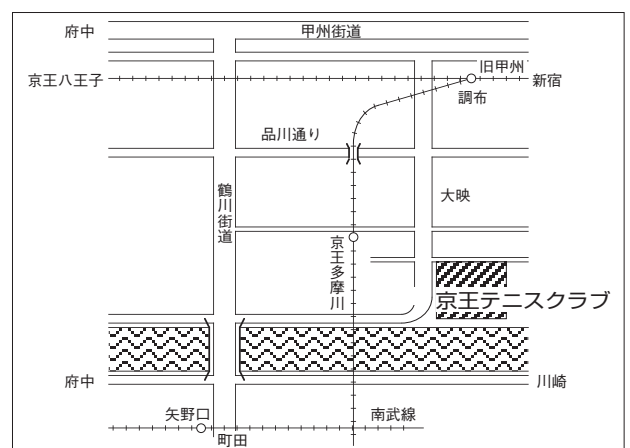 府中
甲州街道
旧甲州
京王八王子
新宿
調布
品川通り
鶴川街道
大映
京王多摩川
京王テニスクラブ
府中
川崎
矢野口
南武線
町田